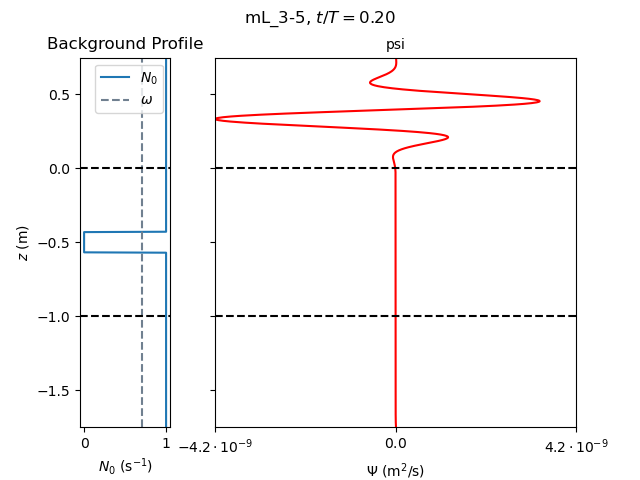 mL_3-5, t/T = 0.20
Background Profile
psi
N₀
ω
0.5
0.0
−0.5
−1.0
−1.5
z (m)
0
1
−4.2 · 10⁻⁹
0.0
4.2 · 10⁻⁹
N₀ (s⁻¹)
Ψ (m²/s)